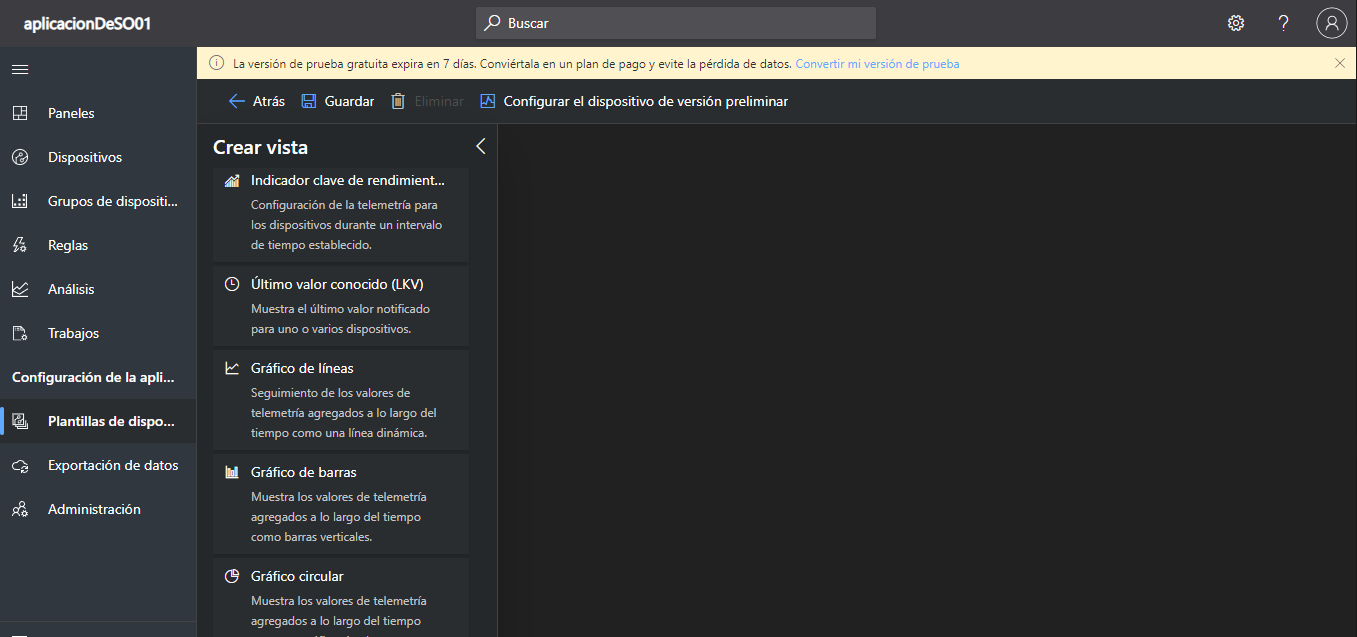 aplicacionDeSO01
Buscar
La versión de prueba gratuita expira en 7 días. Conviértala en un plan de pago y evite la pérdida de datos. Convertir mi versión de prueba
Atrás
Guardar
Eliminar
Configurar el dispositivo de versión preliminar
Paneles
Dispositivos
Grupos de dispositi...
Reglas
Análisis
Trabajos
Configuración de la apli...
Plantillas de dispo...
Exportación de datos
Administración
Crear vista
Indicador clave de rendimient...
Configuración de la telemetría para
los dispositivos durante un intervalo
de tiempo establecido.
Último valor conocido (LKV)
Muestra el último valor notificado
para uno o varios dispositivos.
Gráfico de líneas
Seguimiento de los valores de
telemetría agregados a lo largo del
tiempo como una línea dinámica.
Gráfico de barras
Muestra los valores de telemetría
agregados a lo largo del tiempo
como barras verticales.
Gráfico circular
Muestra los valores de telemetría
agregados a lo largo del tiempo